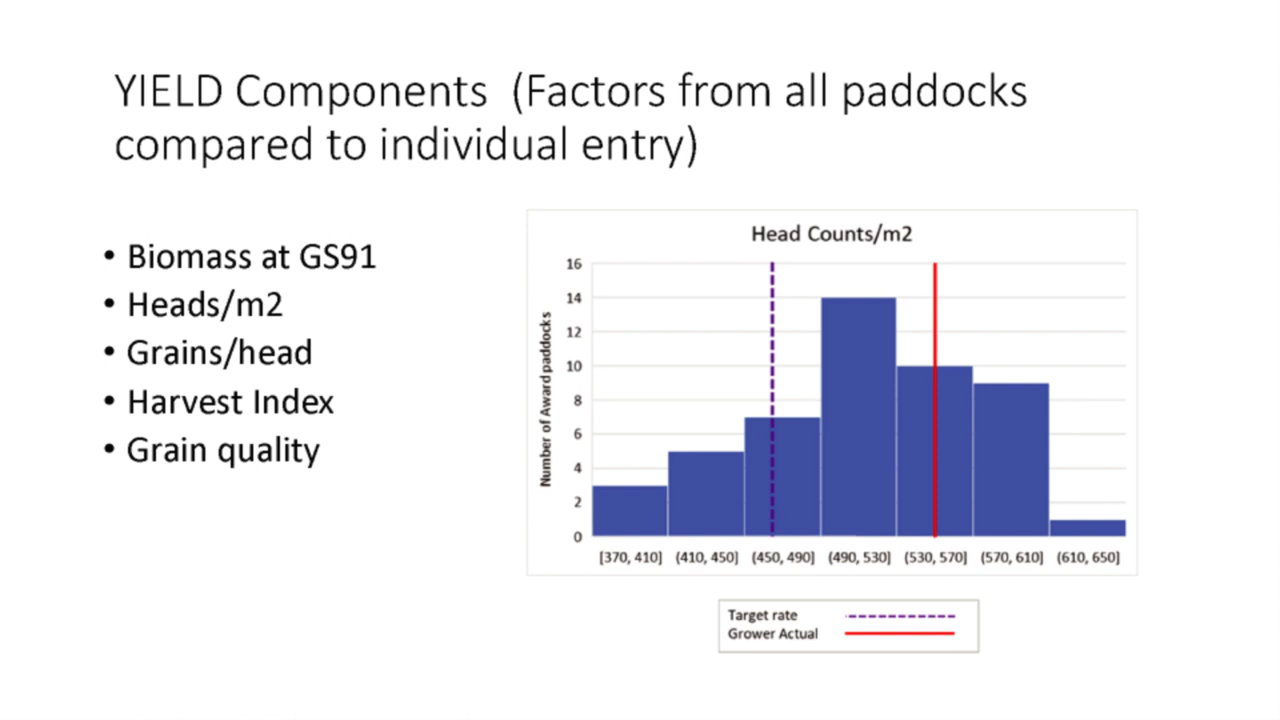 YIELD Components (Factors from all paddocks
compared to individual entry)
• Biomass at GS91
• Heads/m2
• Grains/head
• Harvest Index
• Grain quality
Head Counts/m2
Number of Award paddocks
16
14
12
10
8
6
4
2
0
[370, 410] (410, 450] (450, 490] (490, 530] (530, 570] (570, 610] (610, 650]
Target rate
Grower Actual